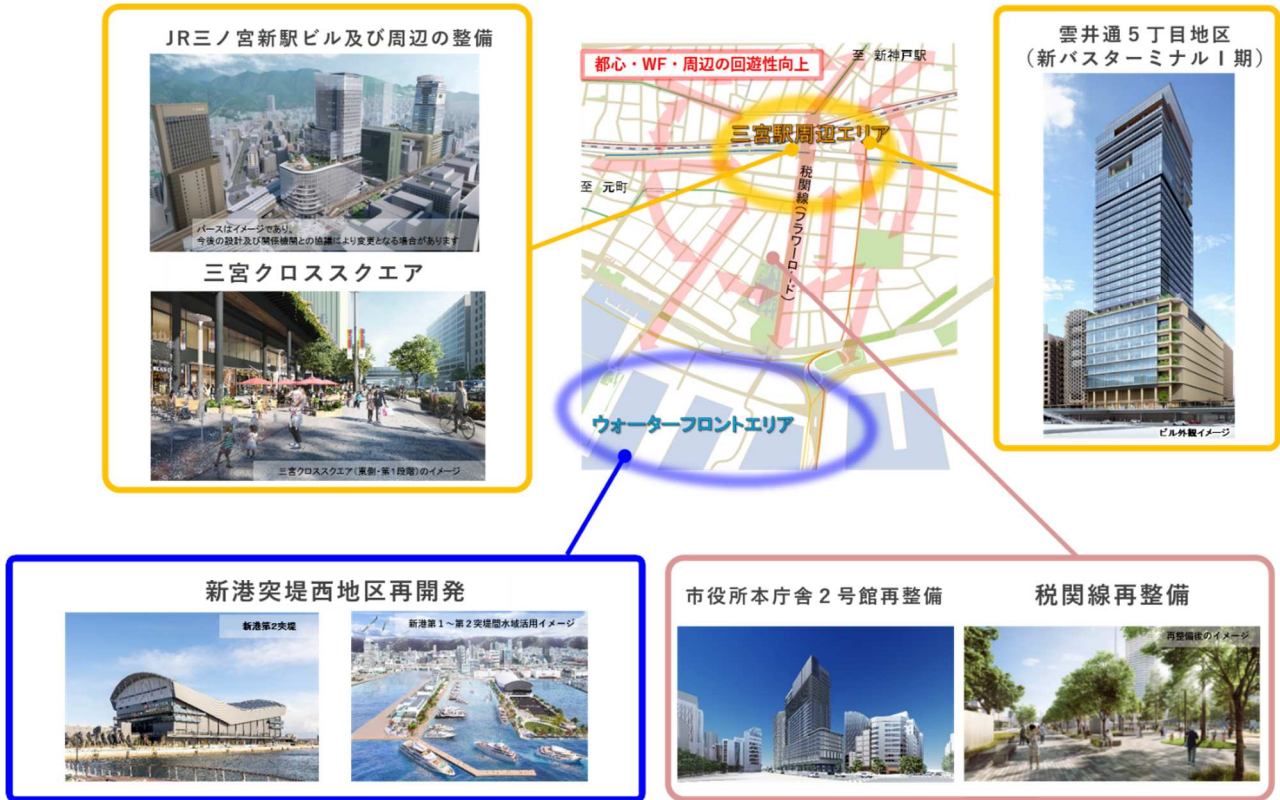 JR三ノ宮新駅ビル及び周辺の整備
パースはイメージであり、
今後の設計及び関係機関との協議により変更となる場合があります
三宮クロススクエア
三宮クロススクエア(東側・第1段階)のイメージ
都心・WF・周辺の回遊性向上
至 新神戸駅
三宮駅周辺エリア
至 元町
税関線(フラワーロード)
ウォーターフロントエリア
雲井通5丁目地区
(新バスターミナルⅠ期)
ビル外観イメージ
新港突堤西地区再開発
新港第2突堤
新港第1~第2突堤間水域活用イメージ
市役所本庁舎2号館再整備
税関線再整備
再整備後のイメージ